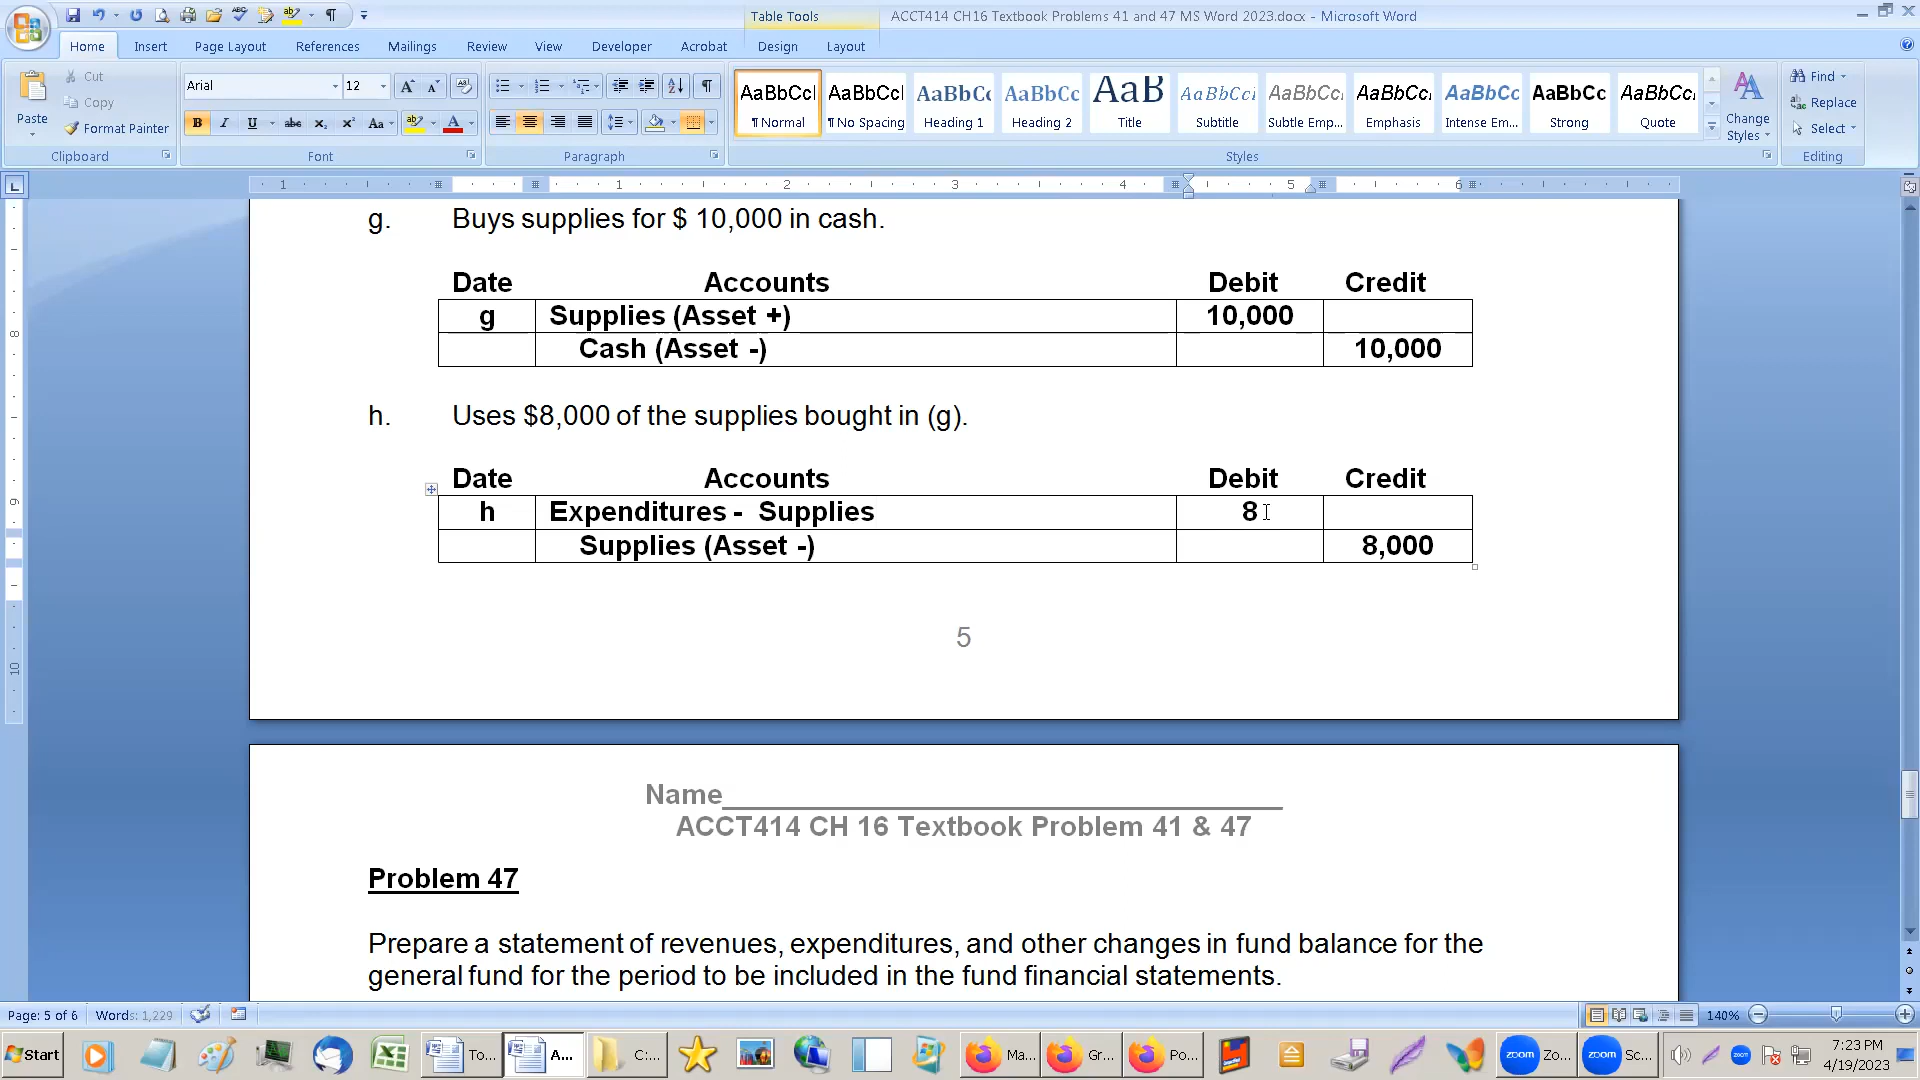 Table Tools
ACCT414 CH16 Textbook Problems 41 and 47 MS Word 2023.docx - Microsoft Word
Home Insert Page Layout References Mailings Review View Developer Acrobat Design Layout
Paste
Cut
Copy
Format Painter
Clipboard
Arial 12
Font
Paragraph
AaBbCcI AaBbCcI AaBbCc AaBbCc AaB AaBbCcI AaBbCcI AaBbCcI AaBbCc AaBbCcI AaBbCcI
¶ Normal ¶ No Spacing Heading 1 Heading 2 Title Subtitle Subtle Emp... Emphasis Intense Em... Strong Quote
Styles
Change Styles
Find
Replace
Select
Editing
g. Buys supplies for $ 10,000 in cash.
Date Accounts Debit Credit
g Supplies (Asset +) 10,000
Cash (Asset -) 10,000
h. Uses $8,000 of the supplies bought in (g).
Date Accounts Debit Credit
h Expenditures - Supplies 8
Supplies (Asset -) 8,000
5
Name
ACCT414 CH 16 Textbook Problem 41 & 47
Problem 47
Prepare a statement of revenues, expenditures, and other changes in fund balance for the
general fund for the period to be included in the fund financial statements.
Page: 5 of 6 Words: 1,229 140%
Start To... A... C:... Ma... Gr... Po... zoom Zo... zoom Sc...
7:23 PM
4/19/2023